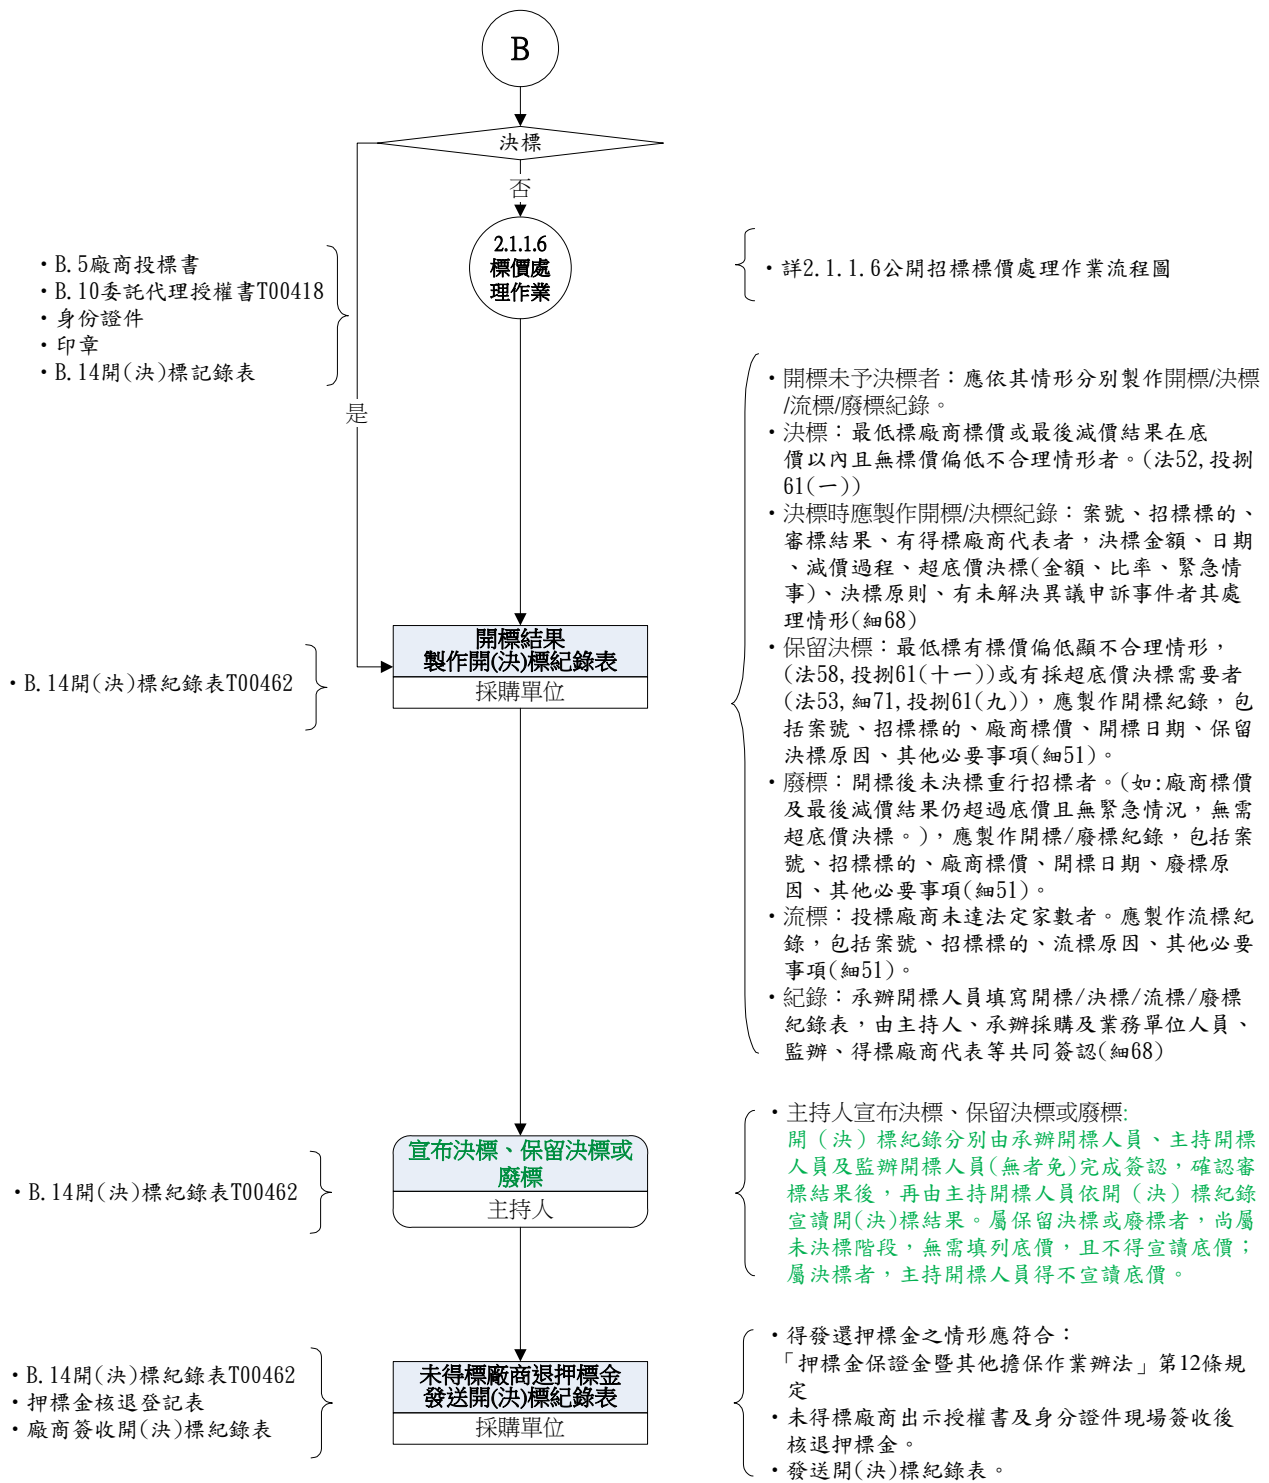 B
決標
否
2.1.1.6
標價處
理作業
是
・B.5廠商投標書
・B.10委託代理授權書T00418
・身份證件
・印章
・B.14開(決)標記錄表
・詳2.1.1.6公開招標標價處理作業流程圖
・開標未予決標者：應依其情形分別製作開標/決標
/流標/廢標紀錄。
・決標：最低標廠商標價或最後減價結果在底
價以內且無標價偏低不合理情形者。(法52,投捌
61(一))
・決標時應製作開標/決標紀錄：案號、招標標的、
審標結果、有得標廠商代表者，決標金額、日期
、減價過程、超底價決標(金額、比率、緊急情
事)、決標原則、有未解決異議申訴事件者其處
理情形(細68)
・保留決標：最低標有標價偏低顯不合理情形，
(法58,投捌61(十一))或有採超底價決標需要者
(法53,細71,投捌61(九))，應製作開標紀錄，包
括案號、招標標的、廠商標價、開標日期、保留
決標原因、其他必要事項(細51)。
・廢標：開標後未決標重行招標者。(如:廠商標價
及最後減價結果仍超過底價且無緊急情況，無需
超底價決標。)，應製作開標/廢標紀錄，包括案
號、招標標的、廠商標價、開標日期、廢標原
因、其他必要事項(細51)。
・流標：投標廠商未達法定家數者。應製作流標紀
錄，包括案號、招標標的、流標原因、其他必要
事項(細51)。
・紀錄：承辦開標人員填寫開標/決標/流標/廢標
紀錄表，由主持人、承辦採購及業務單位人員、
監辦、得標廠商代表等共同簽認(細68)
開標結果
製作開(決)標紀錄表
採購單位
・B.14開(決)標紀錄表T00462
宣布決標、保留決標或
廢標
主持人
・B.14開(決)標紀錄表T00462
・主持人宣布決標、保留決標或廢標:
開（決）標紀錄分別由承辦開標人員、主持開標
人員及監辦開標人員(無者免)完成簽認，確認審
標結果後，再由主持開標人員依開（決）標紀錄
宣讀開(決)標結果。屬保留決標或廢標者，尚屬
未決標階段，無需填列底價，且不得宣讀底價；
屬決標者，主持開標人員得不宣讀底價。
未得標廠商退押標金
發送開(決)標紀錄表
採購單位
・B.14開(決)標紀錄表T00462
・押標金核退登記表
・廠商簽收開(決)標紀錄表
・得發還押標金之情形應符合：
「押標金保證金暨其他擔保作業辦法」第12條規
定
・未得標廠商出示授權書及身分證件現場簽收後
核退押標金。
・發送開(決)標紀錄表。